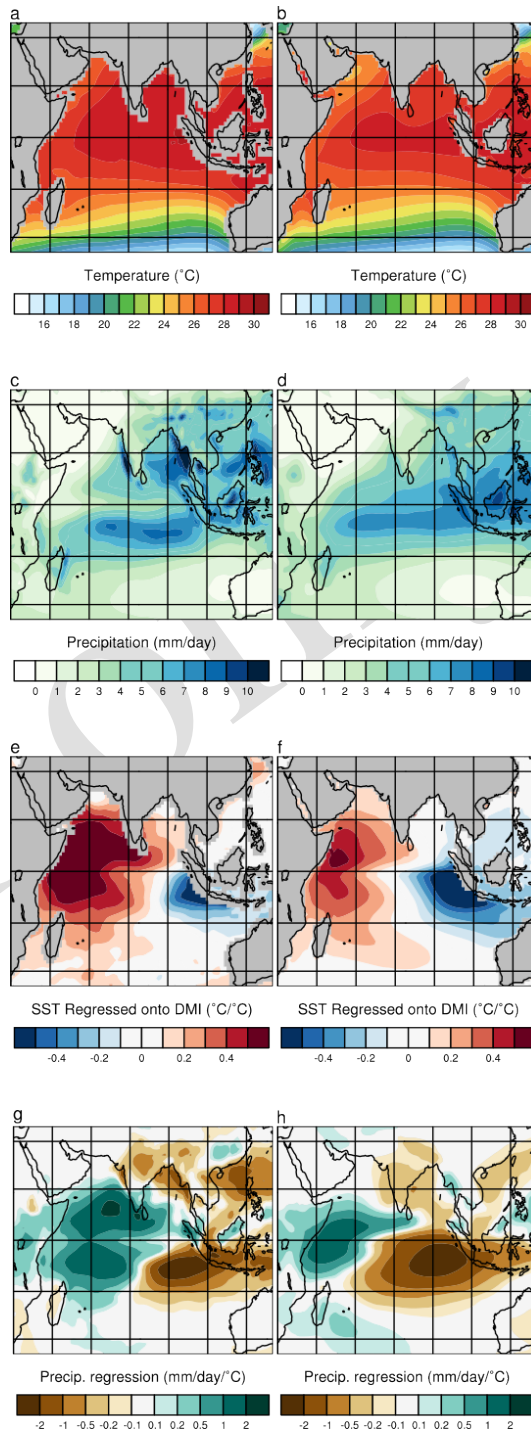 a
b
Temperature (˚C)
Temperature (˚C)
16 18 20 22 24 26 28 30
16 18 20 22 24 26 28 30
c
d
Precipitation (mm/day)
Precipitation (mm/day)
0 1 2 3 4 5 6 7 8 9 10
0 1 2 3 4 5 6 7 8 9 10
e
f
SST Regressed onto DMI (˚C/˚C)
SST Regressed onto DMI (˚C/˚C)
-0.4 -0.2 0 0.2 0.4
-0.4 -0.2 0 0.2 0.4
g
h
Precip. regression (mm/day/˚C)
Precip. regression (mm/day/˚C)
-2 -1 -0.5 -0.2 -0.1 0.1 0.2 0.5 1 2
-2 -1 -0.5 -0.2 -0.1 0.1 0.2 0.5 1 2